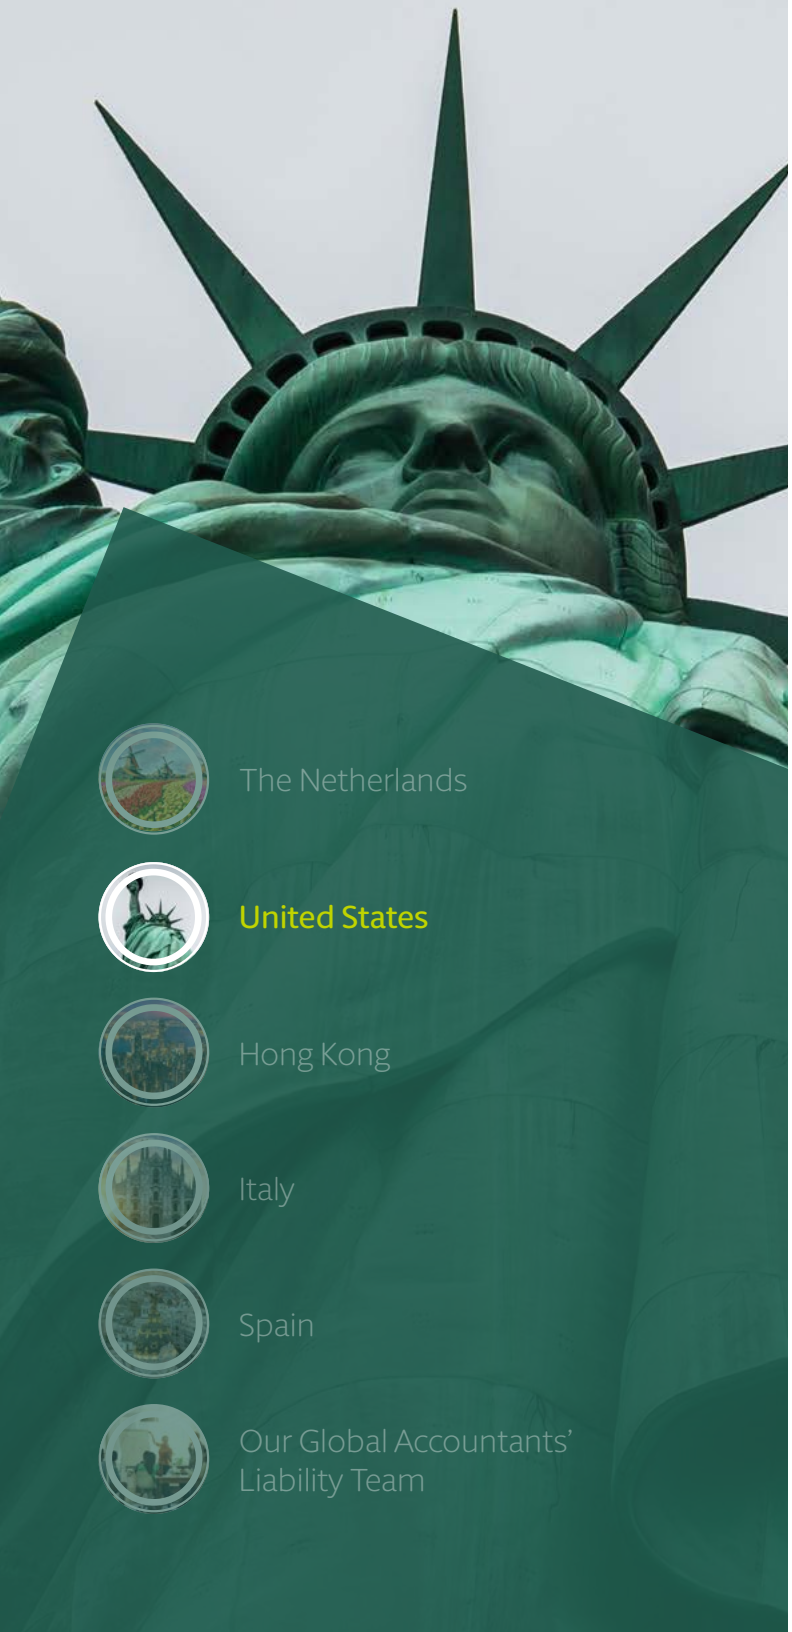 The Netherlands
United States
Hong Kong
Italy
Spain
Our Global Accountants’
Liability Team